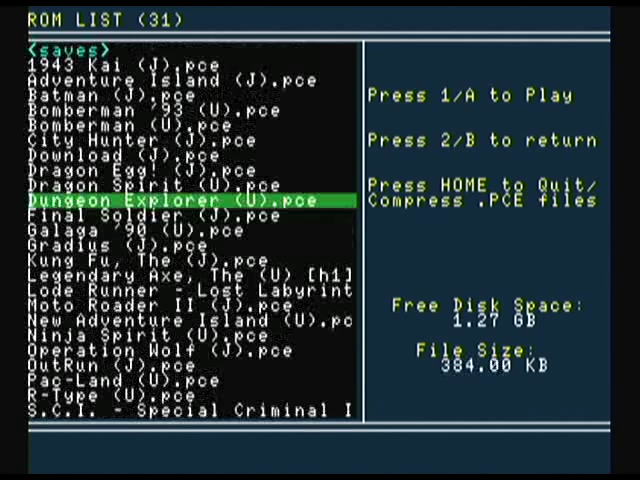 ROM LIST (31)
<saves>
1943 Kai (J).pce
Adventure Island (J).pce
Batman (J).pce
Bomberman '93 (U).pce
Bomberman (U).pce
City Hunter (J).pce
Download (J).pce
Dragon Egg! (J).pce
Dragon Spirit (U).pce
Dungeon Explorer (U).pce
Final Soldier (J).pce
Galaga '90 (U).pce
Gradius (J).pce
Kung Fu, The (J).pce
Legendary Axe, The (U) [h1]
Lode Runner - Lost Labyrint
Moto Roader II (J).pce
New Adventure Island (U).pc
Ninja Spirit (U).pce
Operation Wolf (J).pce
OutRun (J).pce
Pac-Land (U).pce
R-Type (U).pce
S.C.I. - Special Criminal I
Press 1/A to Play
Press 2/B to return
Press HOME to Quit/
Compress .PCE files
Free Disk Space:
1.27 GB
File Size:
384.00 KB